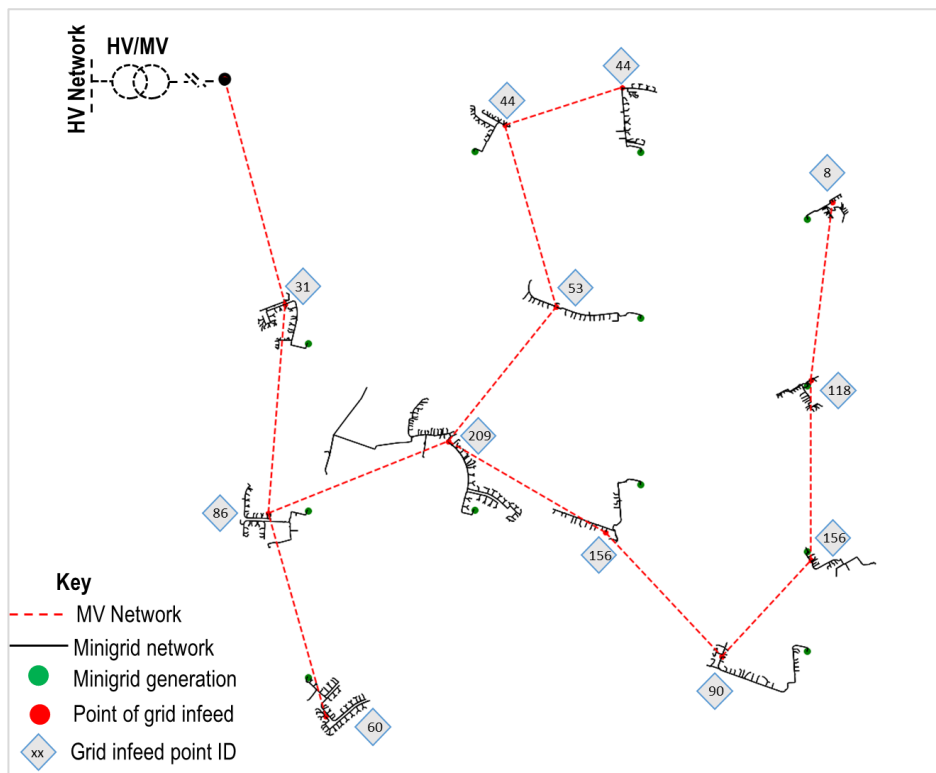 HV/MV
HV Network
44
44
8
31
53
118
209
86
156
156
90
60
Key
MV Network
Minigrid network
Minigrid generation
Point of grid infeed
xx
Grid infeed point ID